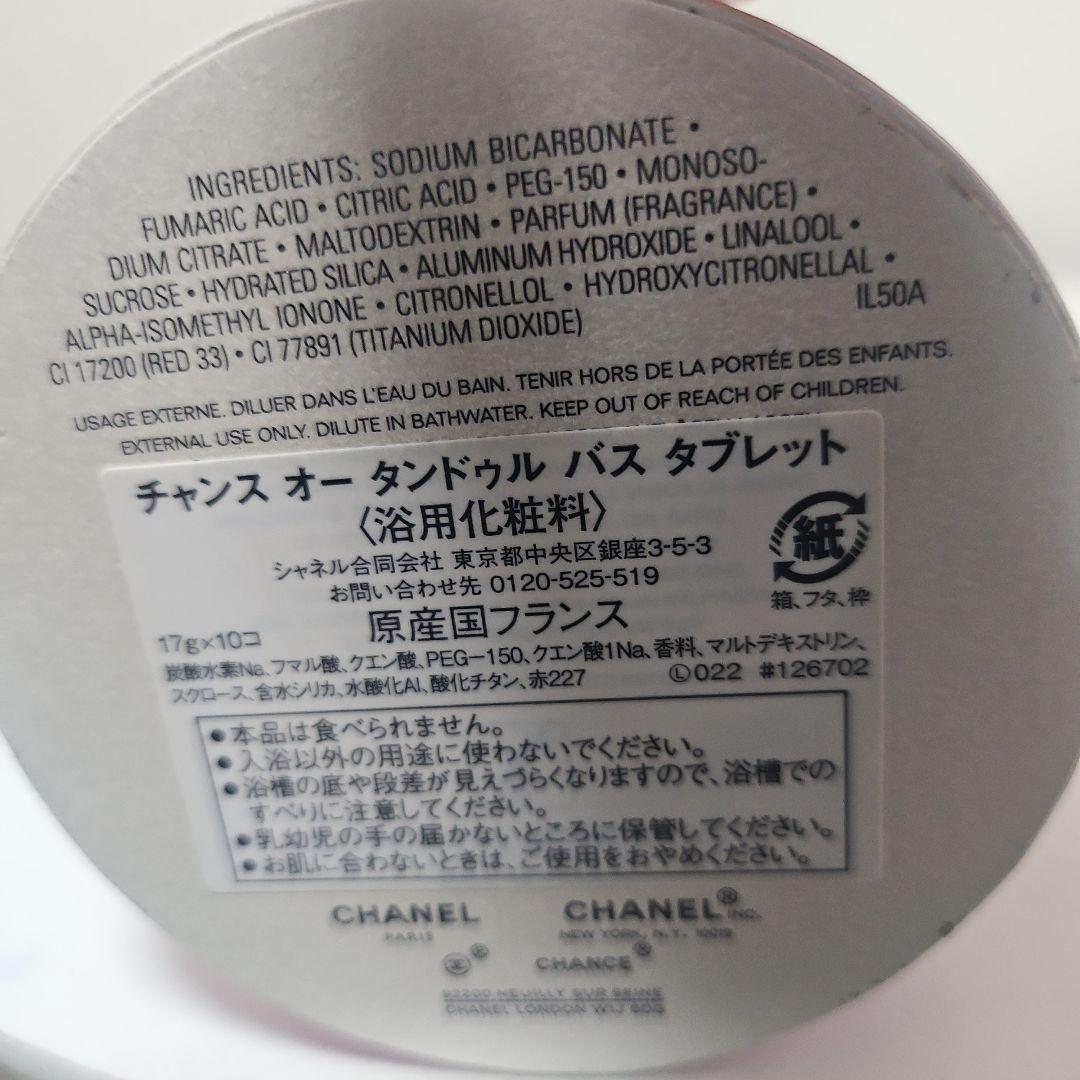 INGREDIENTS: SODIUM BICARBONATE •
FUMARIC ACID • CITRIC ACID • PEG-150 • MONOSO-
DIUM CITRATE • MALTODEXTRIN • PARFUM (FRAGRANCE) •
SUCROSE • HYDRATED SILICA • ALUMINUM HYDROXIDE • LINALOOL •
ALPHA-ISOMETHYL IONONE • CITRONELLOL • HYDROXYCITRONELLAL •
CI 17200 (RED 33) • CI 77891 (TITANIUM DIOXIDE) IL50A
USAGE EXTERNE. DILUER DANS L'EAU DU BAIN. TENIR HORS DE LA PORTÉE DES ENFANTS.
EXTERNAL USE ONLY. DILUTE IN BATHWATER. KEEP OUT OF REACH OF CHILDREN.
チャンス オー タンドゥル バス タブレット
〈浴用化粧料〉
シャネル合同会社 東京都中央区銀座3-5-3
お問い合わせ先 0120-525-519
紙
箱、フタ、枠
17g×10コ 原産国フランス
炭酸水素Na、フマル酸、クエン酸、PEG－150、クエン酸1Na、香料、マルトデキストリン、
スクロース、含水シリカ、水酸化Al、酸化チタン、赤227 Ⓛ022 #126702
●本品は食べられません。
●入浴以外の用途に使わないでください。
●浴槽の底や段差が見えづらくなりますので、浴槽での
すべりに注意してください。
●乳幼児の手の届かないところに保管してください。
●お肌に合わないときは、ご使用をおやめください。
CHANEL CHANEL® INC.
PARIS NEW YORK, N.Y. 10019
® CHANCE®
92200 NEUILLY SUR SEINE
CHANEL LONDON W1J 6DG